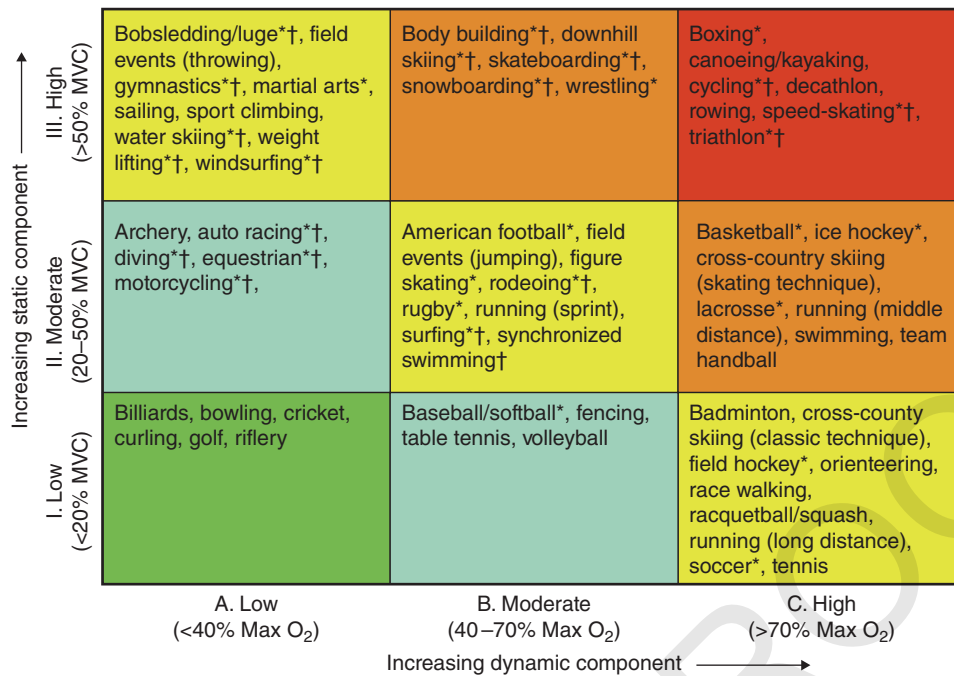 Increasing static component
III. High
(>50% MVC)
Bobsledding/luge*†, field
events (throwing),
gymnastics*†, martial arts*,
sailing, sport climbing,
water skiing*†, weight
lifting*†, windsurfing*†
Body building*†, downhill
skiing*†, skateboarding*†,
snowboarding*†, wrestling*
Boxing*,
canoeing/kayaking,
cycling*†, decathlon,
rowing, speed-skating*†,
triathlon*†
II. Moderate
(20–50% MVC)
Archery, auto racing*†,
diving*†, equestrian*†,
motorcycling*†,
American football*, field
events (jumping), figure
skating*, rodeoing*†,
rugby*, running (sprint),
surfing*†, synchronized
swimming†
Basketball*, ice hockey*,
cross-country skiing
(skating technique),
lacrosse*, running (middle
distance), swimming, team
handball
I. Low
(<20% MVC)
Billiards, bowling, cricket,
curling, golf, riflery
Baseball/softball*, fencing,
table tennis, volleyball
Badminton, cross-county
skiing (classic technique),
field hockey*, orienteering,
race walking,
racquetball/squash,
running (long distance),
soccer*, tennis
A. Low
(<40% Max O₂)
B. Moderate
(40–70% Max O₂)
C. High
(>70% Max O₂)
Increasing dynamic component